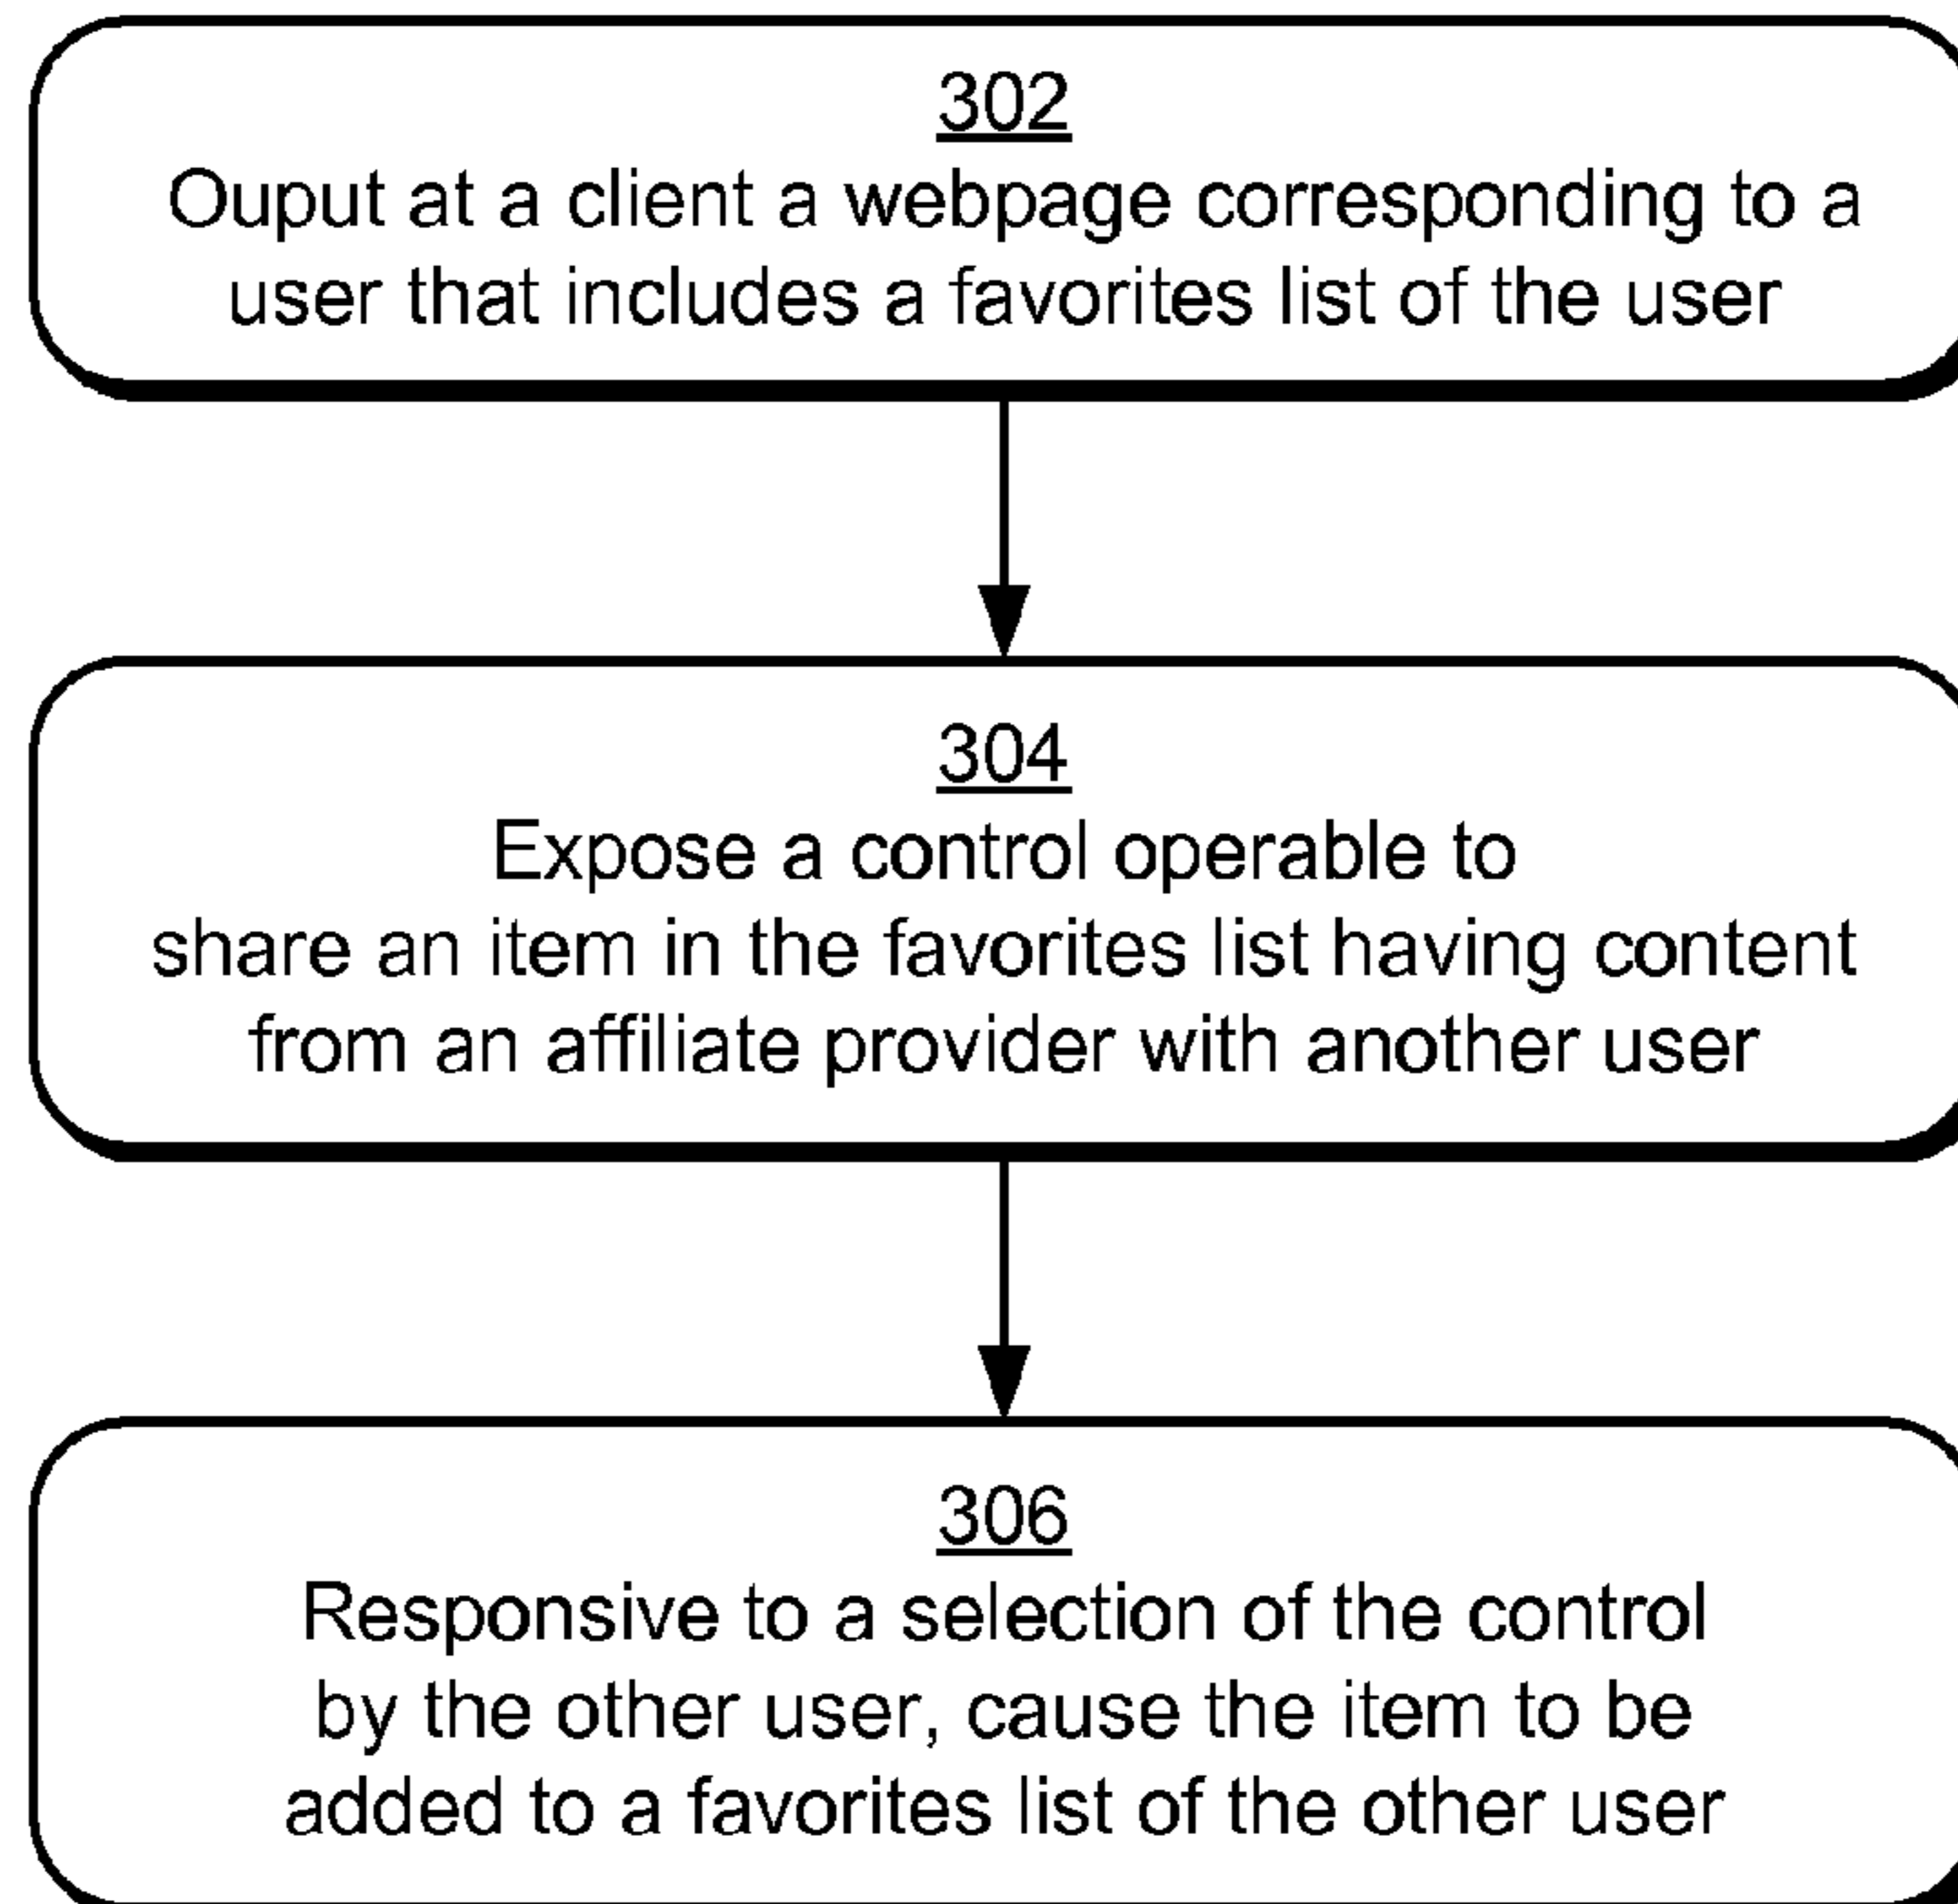 302
Ouput at a client a webpage corresponding to a
user that includes a favorites list of the user
304
Expose a control operable to
share an item in the favorites list having content
from an affiliate provider with another user
306
Responsive to a selection of the control
by the other user, cause the item to be
added to a favorites list of the other user